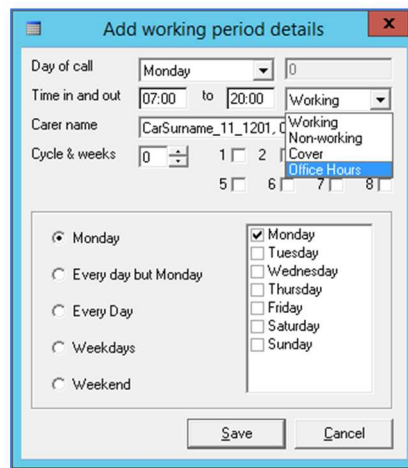 Add working period details x
Day of call Monday 0
Time in and out 07:00 to 20:00 Working
Working
Non-working
Carer name CarSurname_11_1201,
Cover
Cycle & weeks 0 1 2
Office Hours
5 6 7 8
Monday
Every day but Monday
Every Day
Weekdays
Weekend
Monday
Tuesday
Wednesday
Thursday
Friday
Saturday
Sunday
Save Cancel